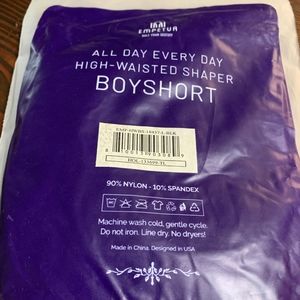 EMPETUA
ALL DAY EVERY DAY
HIGH-WAISTED SHAPER
BOYSHORT
90% NYLON - 10% SPANDEX
Machine wash cold, gentle cycle.
Do not iron. Line dry. No dryers!
Made in China. Designed in USA